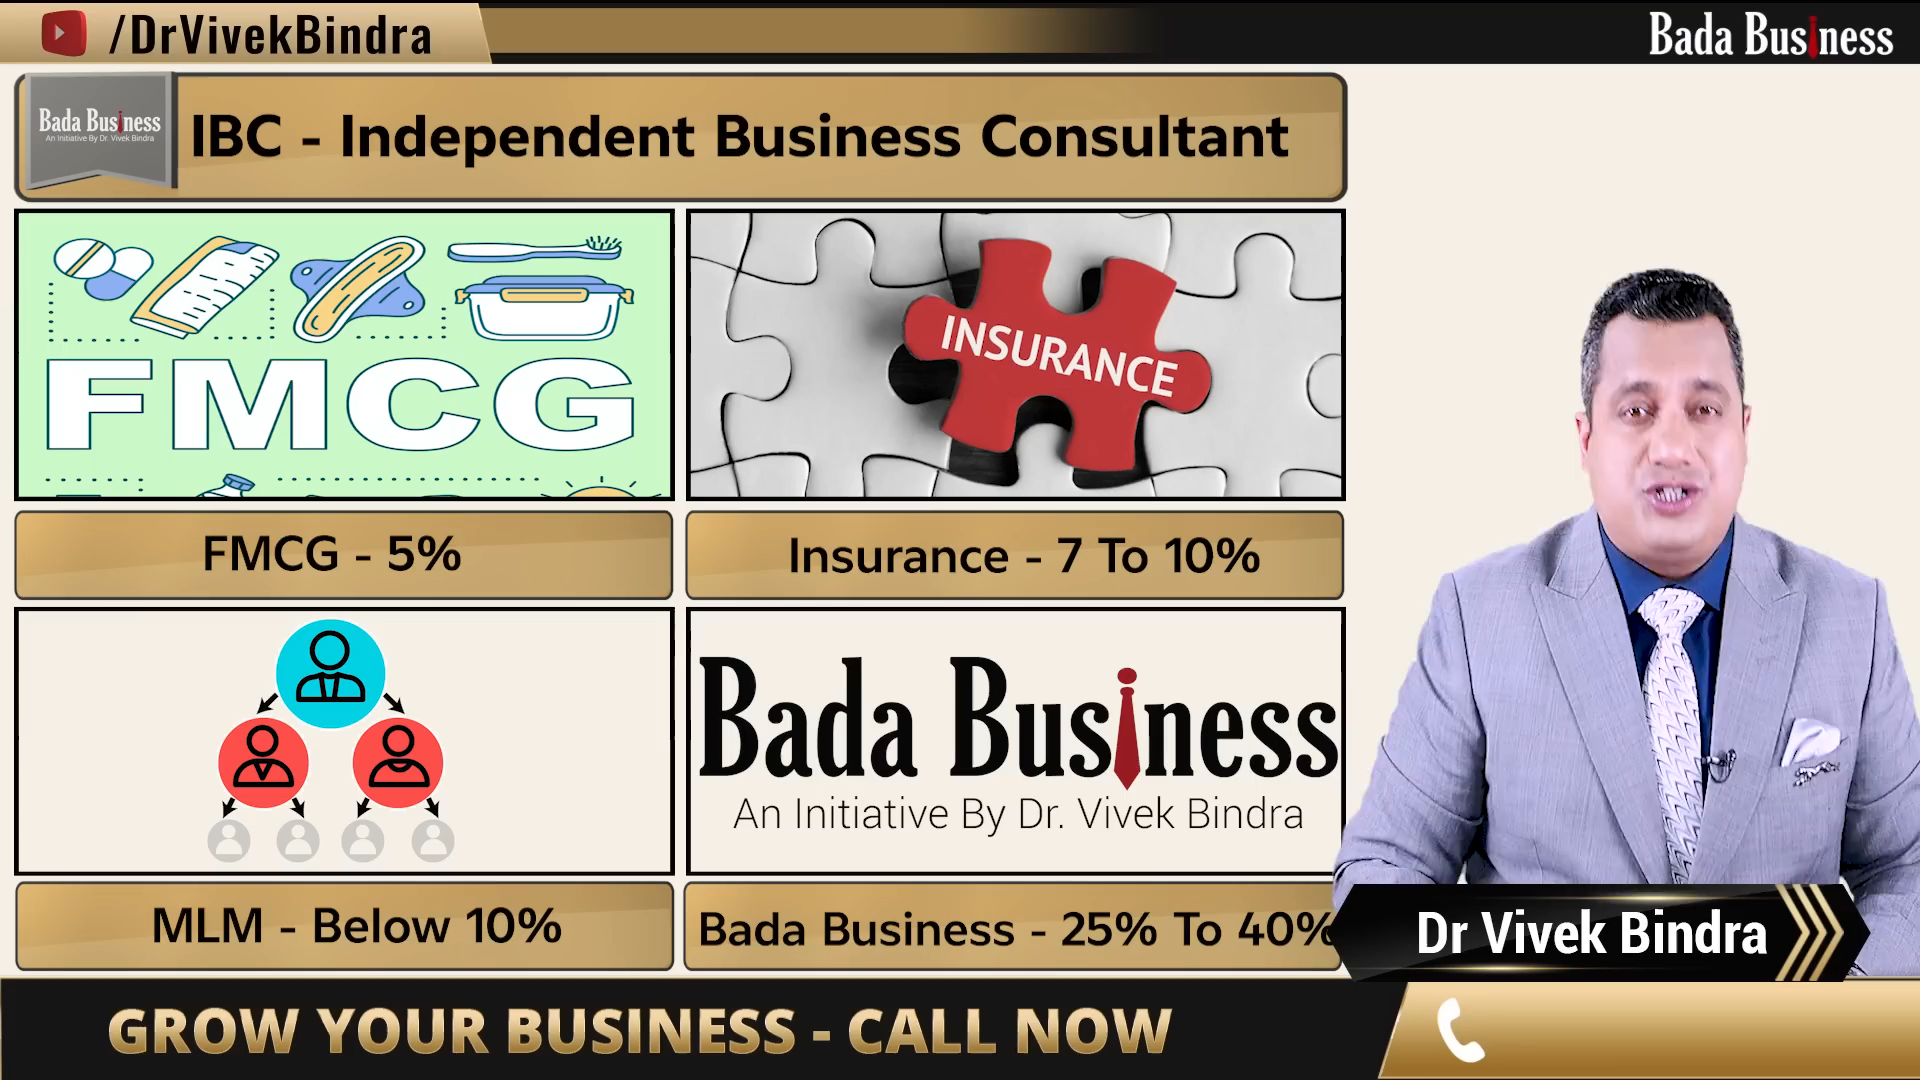 /DrVivekBindra
Bada Business
Bada Business
An Initiative By Dr. Vivek Bindra
IBC - Independent Business Consultant
FMCG
INSURANCE
FMCG - 5%
Insurance - 7 To 10%
Bada Business
An Initiative By Dr. Vivek Bindra
MLM - Below 10%
Bada Business - 25% To 40%
Dr Vivek Bindra
GROW YOUR BUSINESS - CALL NOW